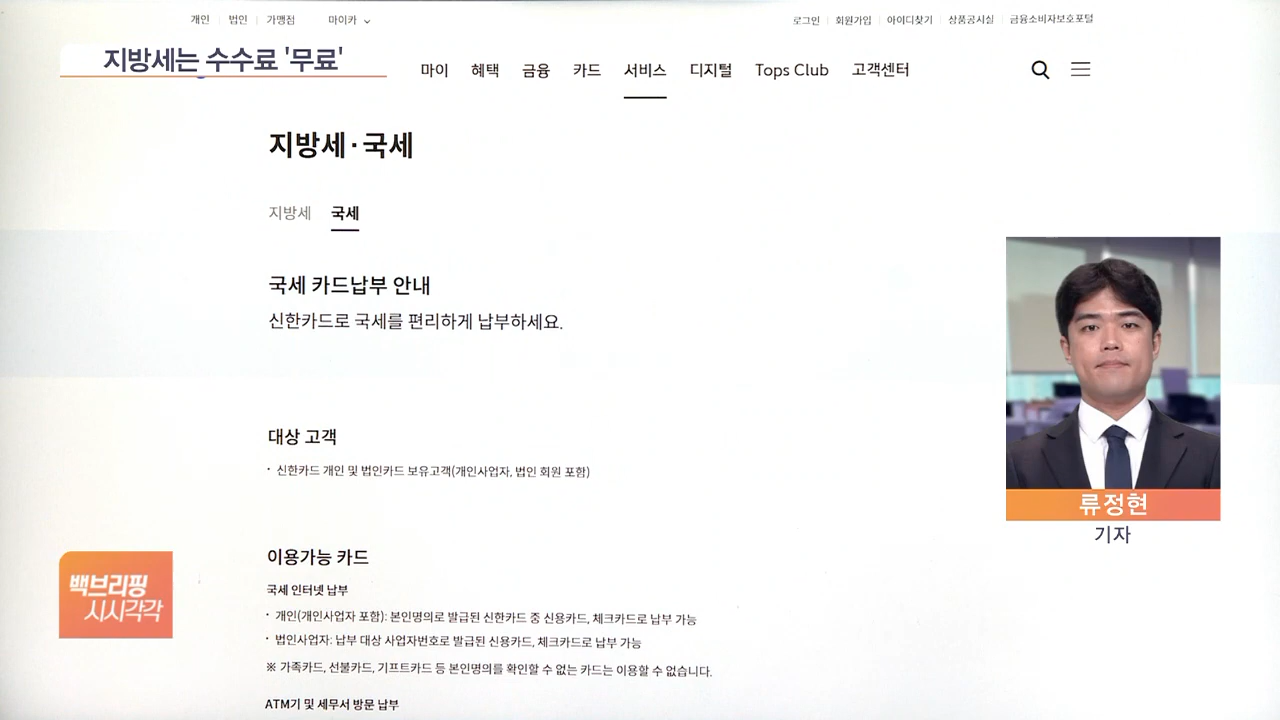 개인 법인 가맹점 마이카
로그인 회원가입 아이디찾기 상품공시실 금융소비자보호포털
지방세는 수수료 '무료'
마이 혜택 금융 카드 서비스 디지털 Tops Club 고객센터
지방세·국세
지방세 국세
국세 카드납부 안내
신한카드로 국세를 편리하게 납부하세요.
대상 고객
· 신한카드 개인 및 법인카드 보유고객(개인사업자, 법인 회원 포함)
류정현
기자
이용가능 카드
백브리핑
시시각각
국세 인터넷 납부
· 개인(개인사업자 포함): 본인명의로 발급된 신한카드 중 신용카드, 체크카드로 납부 가능
· 법인사업자: 납부 대상 사업자번호로 발급된 신용카드, 체크카드로 납부 가능
※ 가족카드, 선불카드, 기프트카드 등 본인명의를 확인할 수 없는 카드는 이용할 수 없습니다.
ATM기 및 세무서 방문 납부